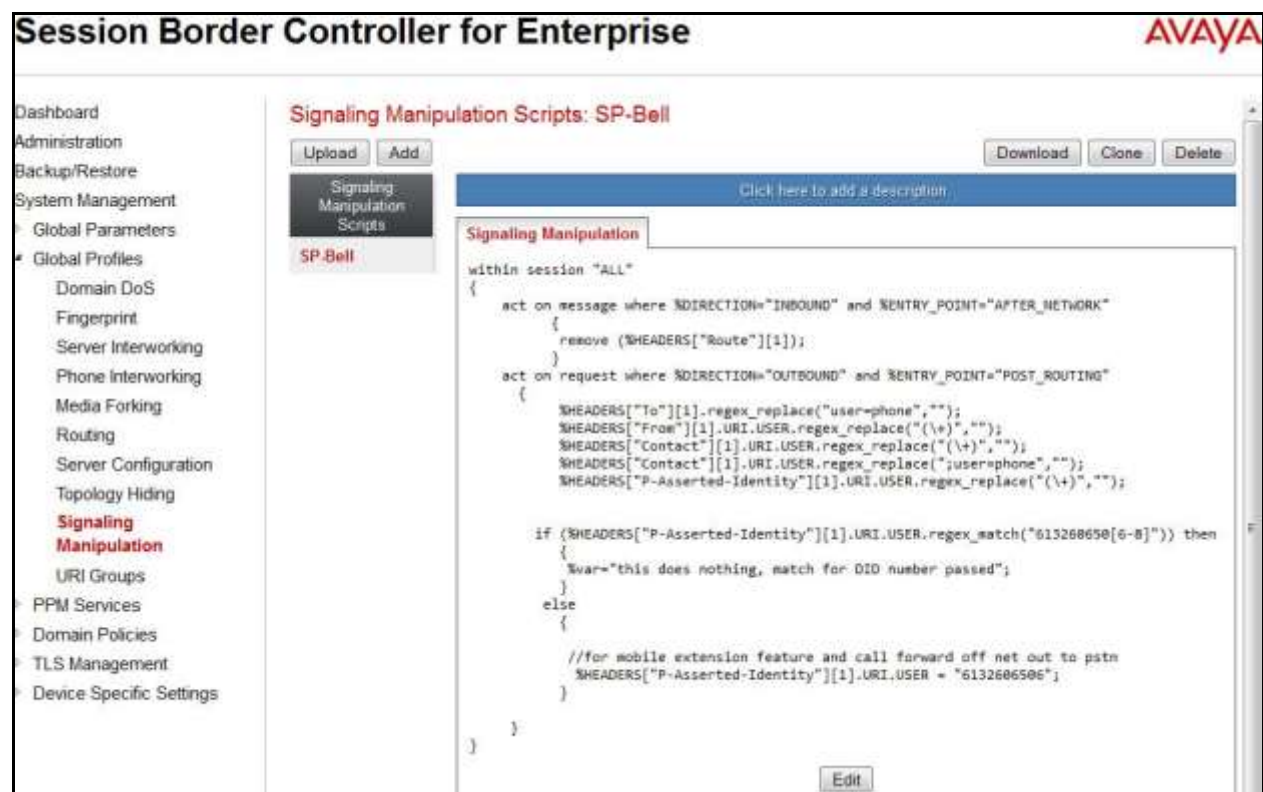 Session Border Controller for Enterprise
AVAYA
Dashboard
Administration
Backup/Restore
System Management
Global Parameters
Global Profiles
Domain DoS
Fingerprint
Server Interworking
Phone Interworking
Media Forking
Routing
Server Configuration
Topology Hiding
Signaling
Manipulation
URI Groups
PPM Services
Domain Policies
TLS Management
Device Specific Settings
Signaling Manipulation Scripts: SP-Bell
Upload Add
Download Clone Delete
Signaling
Manipulation
Scripts
SP-Bell
Click here to add a description
Signaling Manipulation
within session "ALL"
{
act on message where %DIRECTION="INBOUND" and %ENTRY_POINT="AFTER_NETWORK"
{
remove (%HEADERS["Route"][1]);
}
act on request where %DIRECTION="OUTBOUND" and %ENTRY_POINT="POST_ROUTING"
{
%HEADERS["To"][1].regex_replace("user=phone","");
%HEADERS["From"][1].URI.USER.regex_replace("(\+)","");
%HEADERS["Contact"][1].URI.USER.regex_replace("(\+)","");
%HEADERS["Contact"][1].URI.USER.regex_replace(";user=phone","");
%HEADERS["P-Asserted-Identity"][1].URI.USER.regex_replace("(\+)","");
if (%HEADERS["P-Asserted-Identity"][1].URI.USER.regex_match("613260650[6-8]")) then
{
%var="this does nothing, match for DID number passed";
}
else
{
//for mobile extension feature and call forward off net out to pstn
%HEADERS["P-Asserted-Identity"][1].URI.USER = "6132606506";
}
}
}
Edit